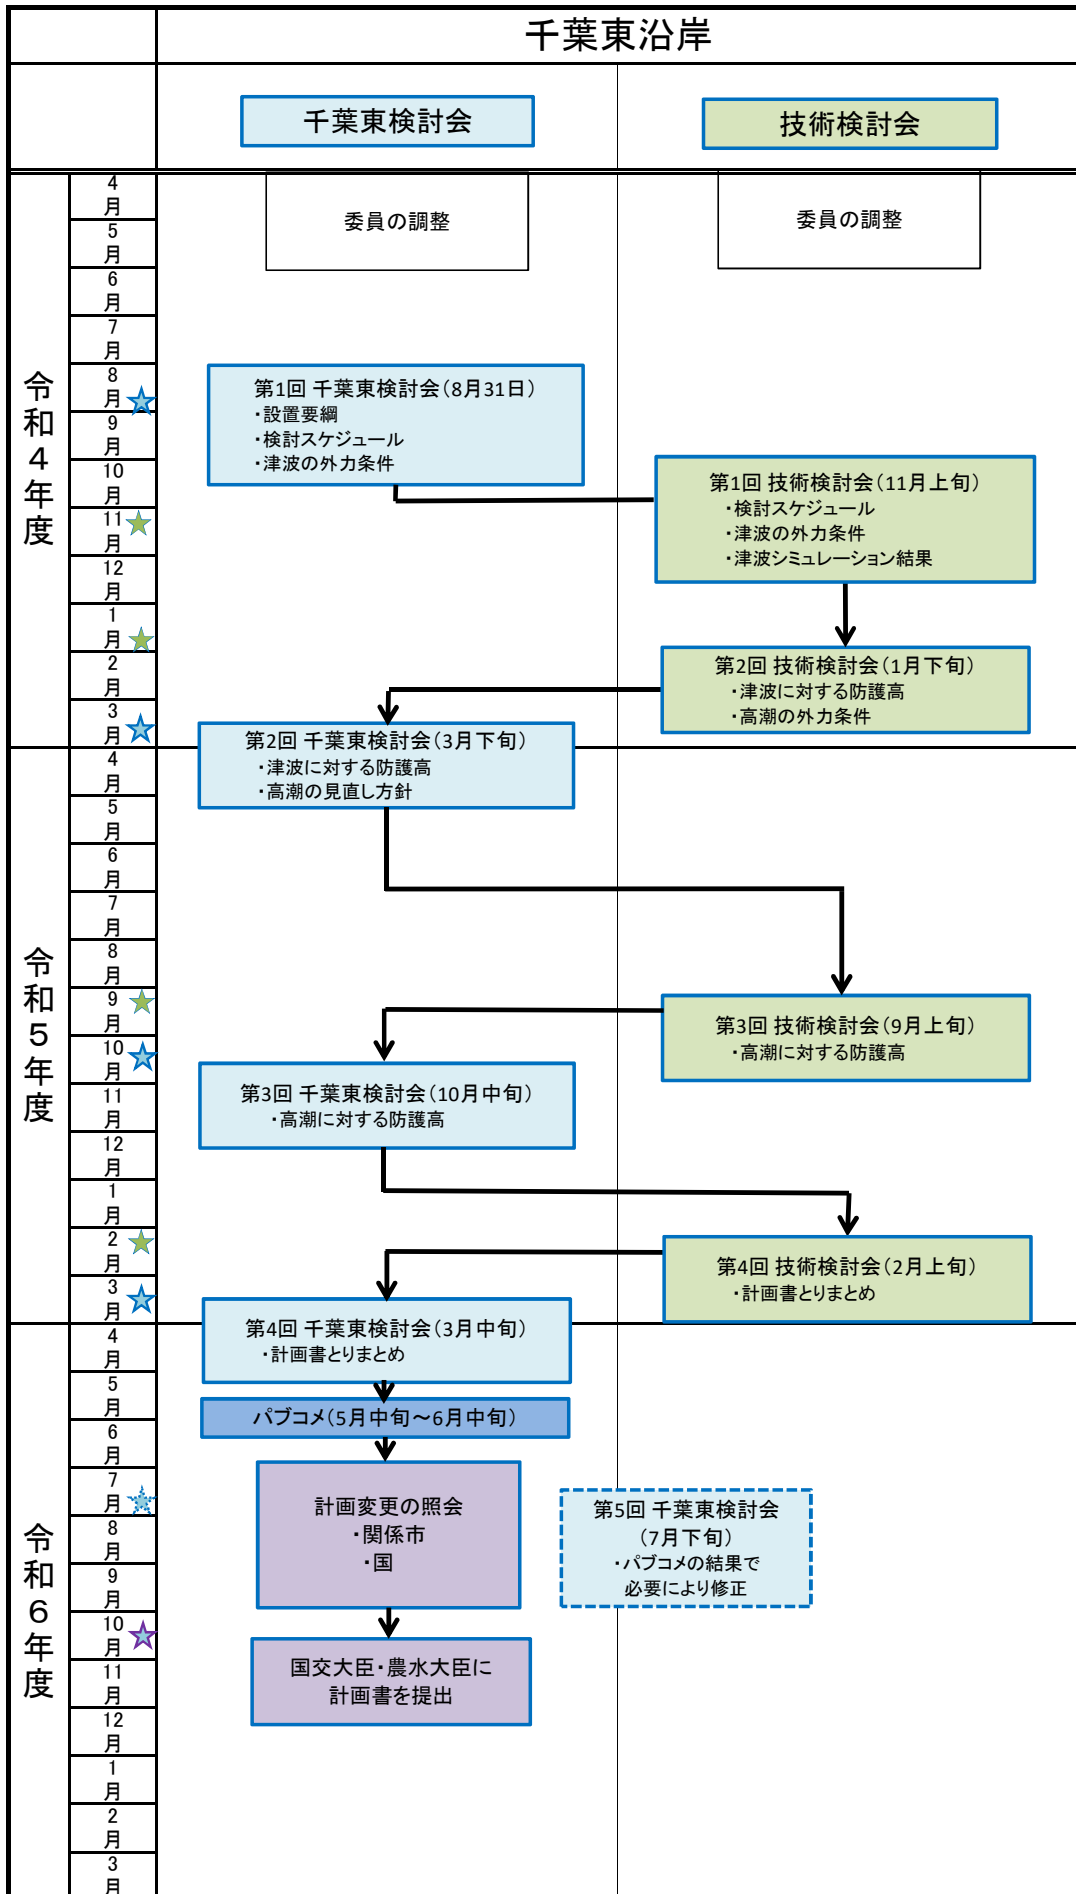 千葉東沿岸
千葉東検討会
技術検討会
令和4年度
4月
5月
6月
7月
8月
9月
10月
11月
12月
1月
2月
3月
委員の調整
委員の調整
第1回 千葉東検討会(8月31日)
・設置要綱
・検討スケジュール
・津波の外力条件
第1回 技術検討会(11月上旬)
・検討スケジュール
・津波の外力条件
・津波シミュレーション結果
第2回 技術検討会(1月下旬)
・津波に対する防護高
・高潮の外力条件
第2回 千葉東検討会(3月下旬)
・津波に対する防護高
・高潮の見直し方針
令和5年度
4月
5月
6月
7月
8月
9月
10月
11月
12月
1月
2月
3月
第3回 技術検討会(9月上旬)
・高潮に対する防護高
第3回 千葉東検討会(10月中旬)
・高潮に対する防護高
第4回 技術検討会(2月上旬)
・計画書とりまとめ
第4回 千葉東検討会(3月中旬)
・計画書とりまとめ
令和6年度
4月
5月
6月
7月
8月
9月
10月
11月
12月
1月
2月
3月
パブコメ(5月中旬～6月中旬)
計画変更の照会
・関係市
・国
第5回 千葉東検討会
(7月下旬)
・パブコメの結果で
必要により修正
国交大臣・農水大臣に
計画書を提出